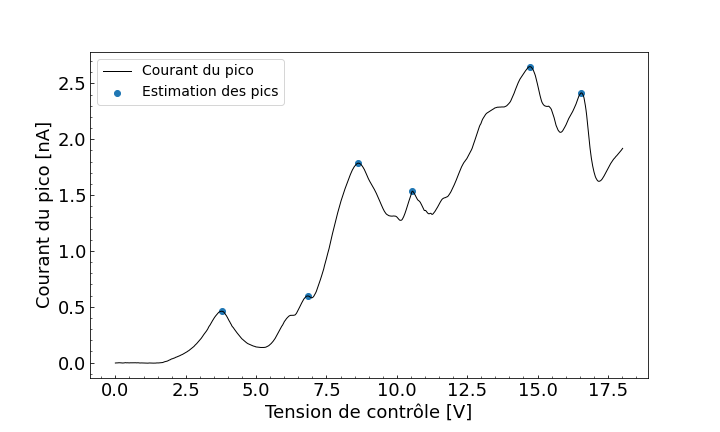 Courant du pico
Estimation des pics
Courant du pico [nA]
2.5
2.0
1.5
1.0
0.5
0.0
0.0 2.5 5.0 7.5 10.0 12.5 15.0 17.5
Tension de contrôle [V]